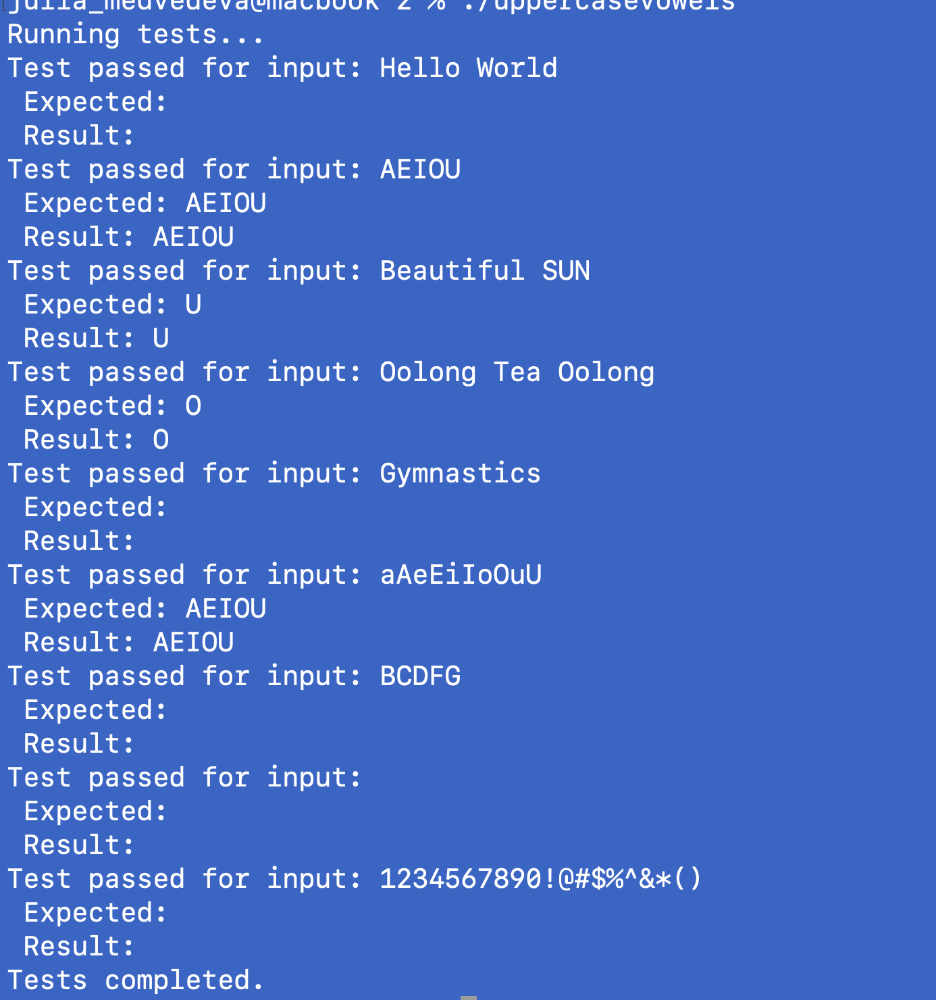 julia_medvedeva@macbook 2 % ./uppercasevowels
Running tests...
Test passed for input: Hello World
Expected:
Result:
Test passed for input: AEIOU
Expected: AEIOU
Result: AEIOU
Test passed for input: Beautiful SUN
Expected: U
Result: U
Test passed for input: Oolong Tea Oolong
Expected: O
Result: O
Test passed for input: Gymnastics
Expected:
Result:
Test passed for input: aAeEiIoOuU
Expected: AEIOU
Result: AEIOU
Test passed for input: BCDFG
Expected:
Result:
Test passed for input:
Expected:
Result:
Test passed for input: 1234567890!@#$%^&*()
Expected:
Result:
Tests completed.